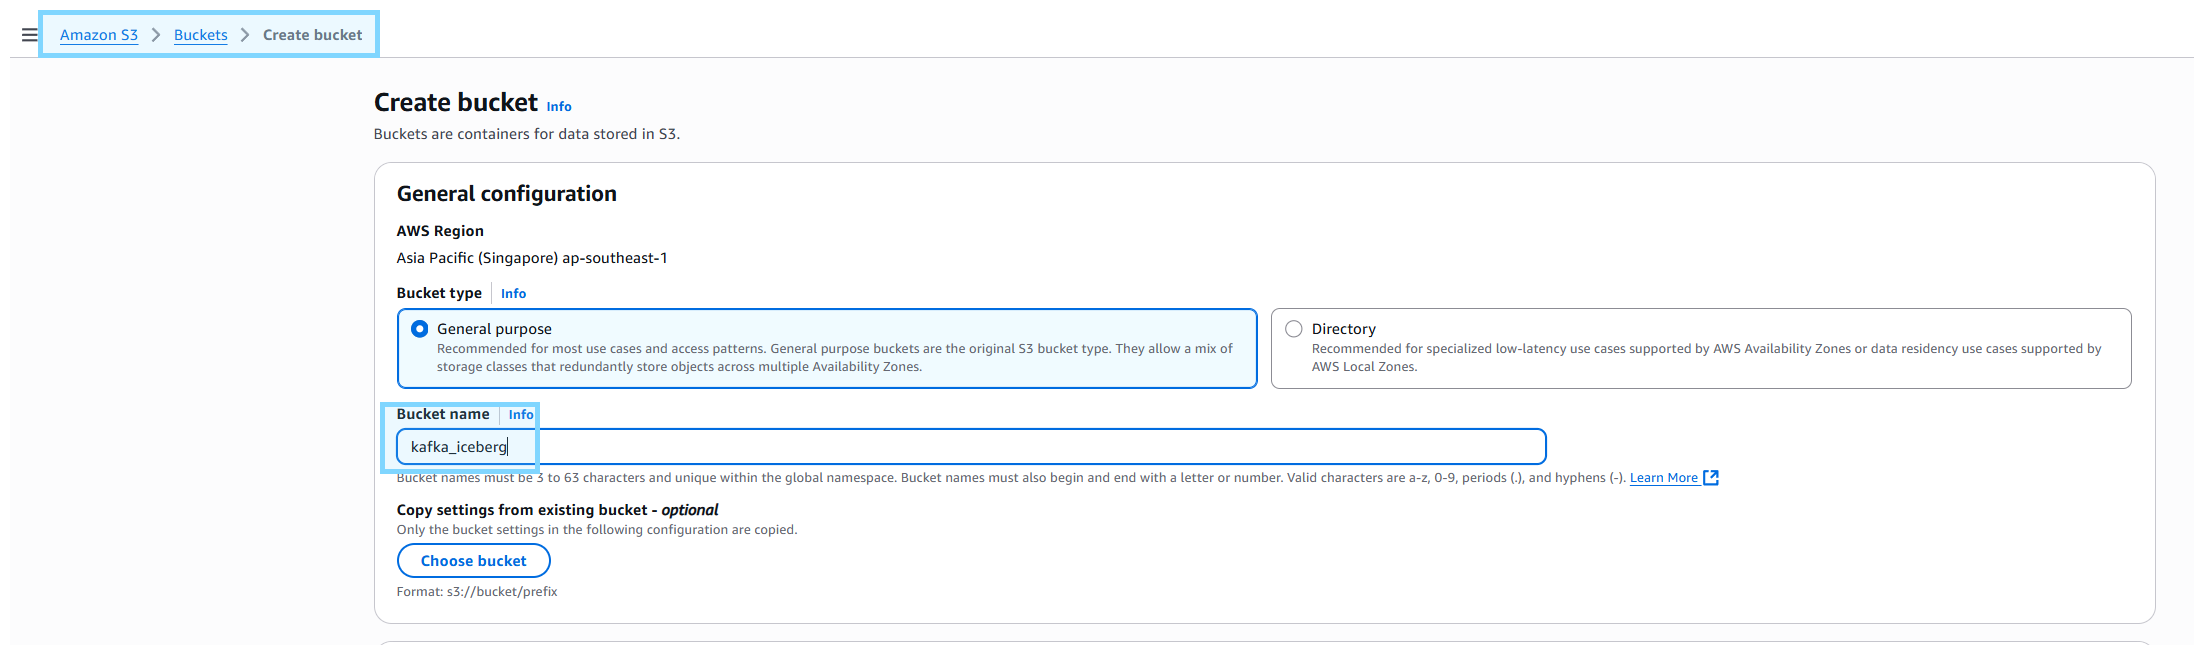 Amazon S3 > Buckets > Create bucket
Create bucket Info
Buckets are containers for data stored in S3.
General configuration
AWS Region
Asia Pacific (Singapore) ap-southeast-1
Bucket type Info
General purpose
Recommended for most use cases and access patterns. General purpose buckets are the original S3 bucket type. They allow a mix of
storage classes that redundantly store objects across multiple Availability Zones.
Directory
Recommended for specialized low-latency use cases supported by AWS Availability Zones or data residency use cases supported by
AWS Local Zones.
Bucket name Info
kafka_iceberg
Bucket names must be 3 to 63 characters and unique within the global namespace. Bucket names must also begin and end with a letter or number. Valid characters are a-z, 0-9, periods (.), and hyphens (-). Learn More
Copy settings from existing bucket - optional
Only the bucket settings in the following configuration are copied.
Choose bucket
Format: s3://bucket/prefix